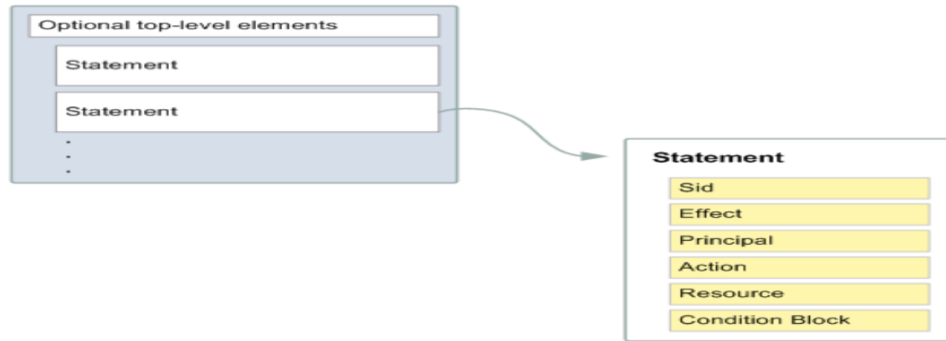 Optional top-level elements
Statement
Statement
.
.
.
Statement
Sid
Effect
Principal
Action
Resource
Condition Block